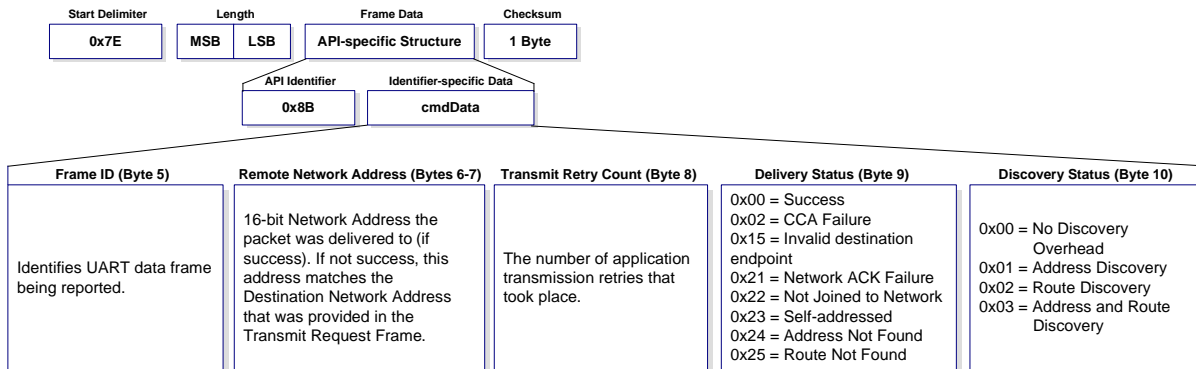 Start Delimiter
Length
Frame Data
Checksum
0x7E
MSB
LSB
API-specific Structure
1 Byte
API Identifier
Identifier-specific Data
0x8B
cmdData
Frame ID (Byte 5)
Identifies UART data frame
being reported.
Remote Network Address (Bytes 6-7)
16-bit Network Address the
packet was delivered to (if
success). If not success, this
address matches the
Destination Network Address
that was provided in the
Transmit Request Frame.
Transmit Retry Count (Byte 8)
The number of application
transmission retries that
took place.
Delivery Status (Byte 9)
0x00 = Success
0x02 = CCA Failure
0x15 = Invalid destination
endpoint
0x21 = Network ACK Failure
0x22 = Not Joined to Network
0x23 = Self-addressed
0x24 = Address Not Found
0x25 = Route Not Found
Discovery Status (Byte 10)
0x00 = No Discovery
Overhead
0x01 = Address Discovery
0x02 = Route Discovery
0x03 = Address and Route
Discovery